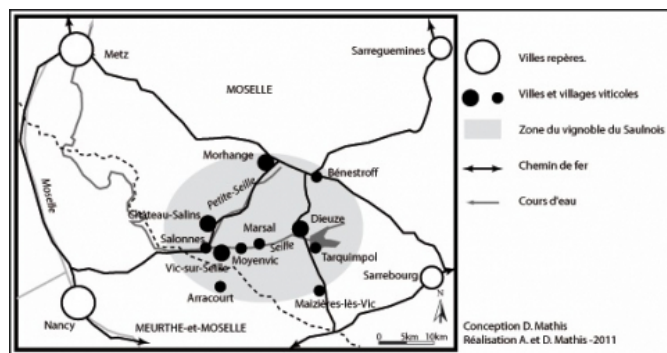 Metz
Sarreguemines
MOSELLE
Morhange
Bénestroff
Moselle
Petite-Seille
Château-Salins
Marsal
Dieuze
Salonnes
Seille
Vic-sur-Seille
Moyenvic
Tarquimpol
Sarrebourg
Arracourt
Maizières-lès-Vic
N
Nancy
MEURTHE-et-MOSELLE
0 5km 10km
Villes repères.
Villes et villages viticoles
Zone du vignoble du Saulnois
Chemin de fer
Cours d'eau
Conception D. Mathis
Réalisation A. et D. Mathis -2011